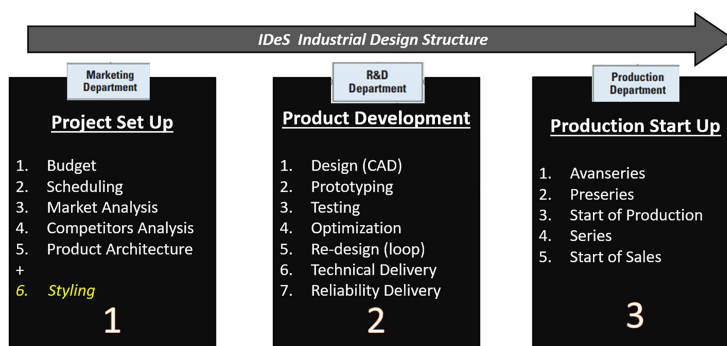 IDeS Industrial Design Structure
Marketing
Department
Project Set Up
1. Budget
2. Scheduling
3. Market Analysis
4. Competitors Analysis
5. Product Architecture
+
6. Styling
1
R&D
Department
Product Development
1. Design (CAD)
2. Prototyping
3. Testing
4. Optimization
5. Re-design (loop)
6. Technical Delivery
7. Reliability Delivery
2
Production
Department
Production Start Up
1. Avanseries
2. Preseries
3. Start of Production
4. Series
5. Start of Sales
3